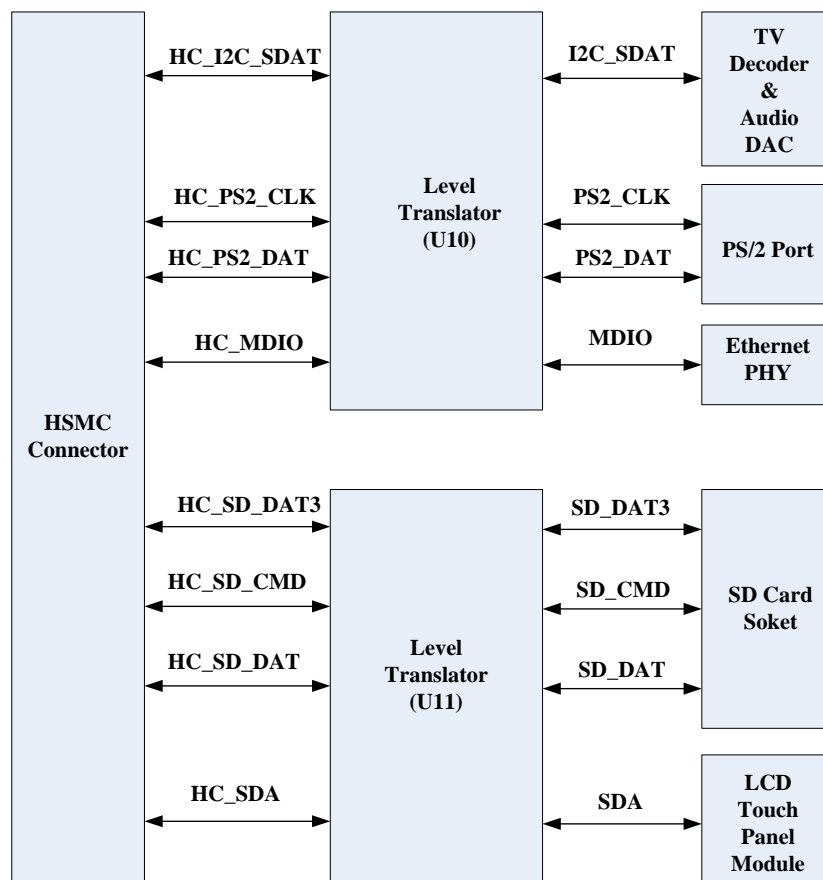 HSMC
Connector
HC_I2C_SDAT
HC_PS2_CLK
HC_PS2_DAT
HC_MDIO
Level
Translator
(U10)
I2C_SDAT
PS2_CLK
PS2_DAT
MDIO
TV
Decoder
&
Audio
DAC
PS/2 Port
Ethernet
PHY
HC_SD_DAT3
HC_SD_CMD
HC_SD_DAT
HC_SDA
Level
Translator
(U11)
SD_DAT3
SD_CMD
SD_DAT
SDA
SD Card
Soket
LCD
Touch
Panel
Module